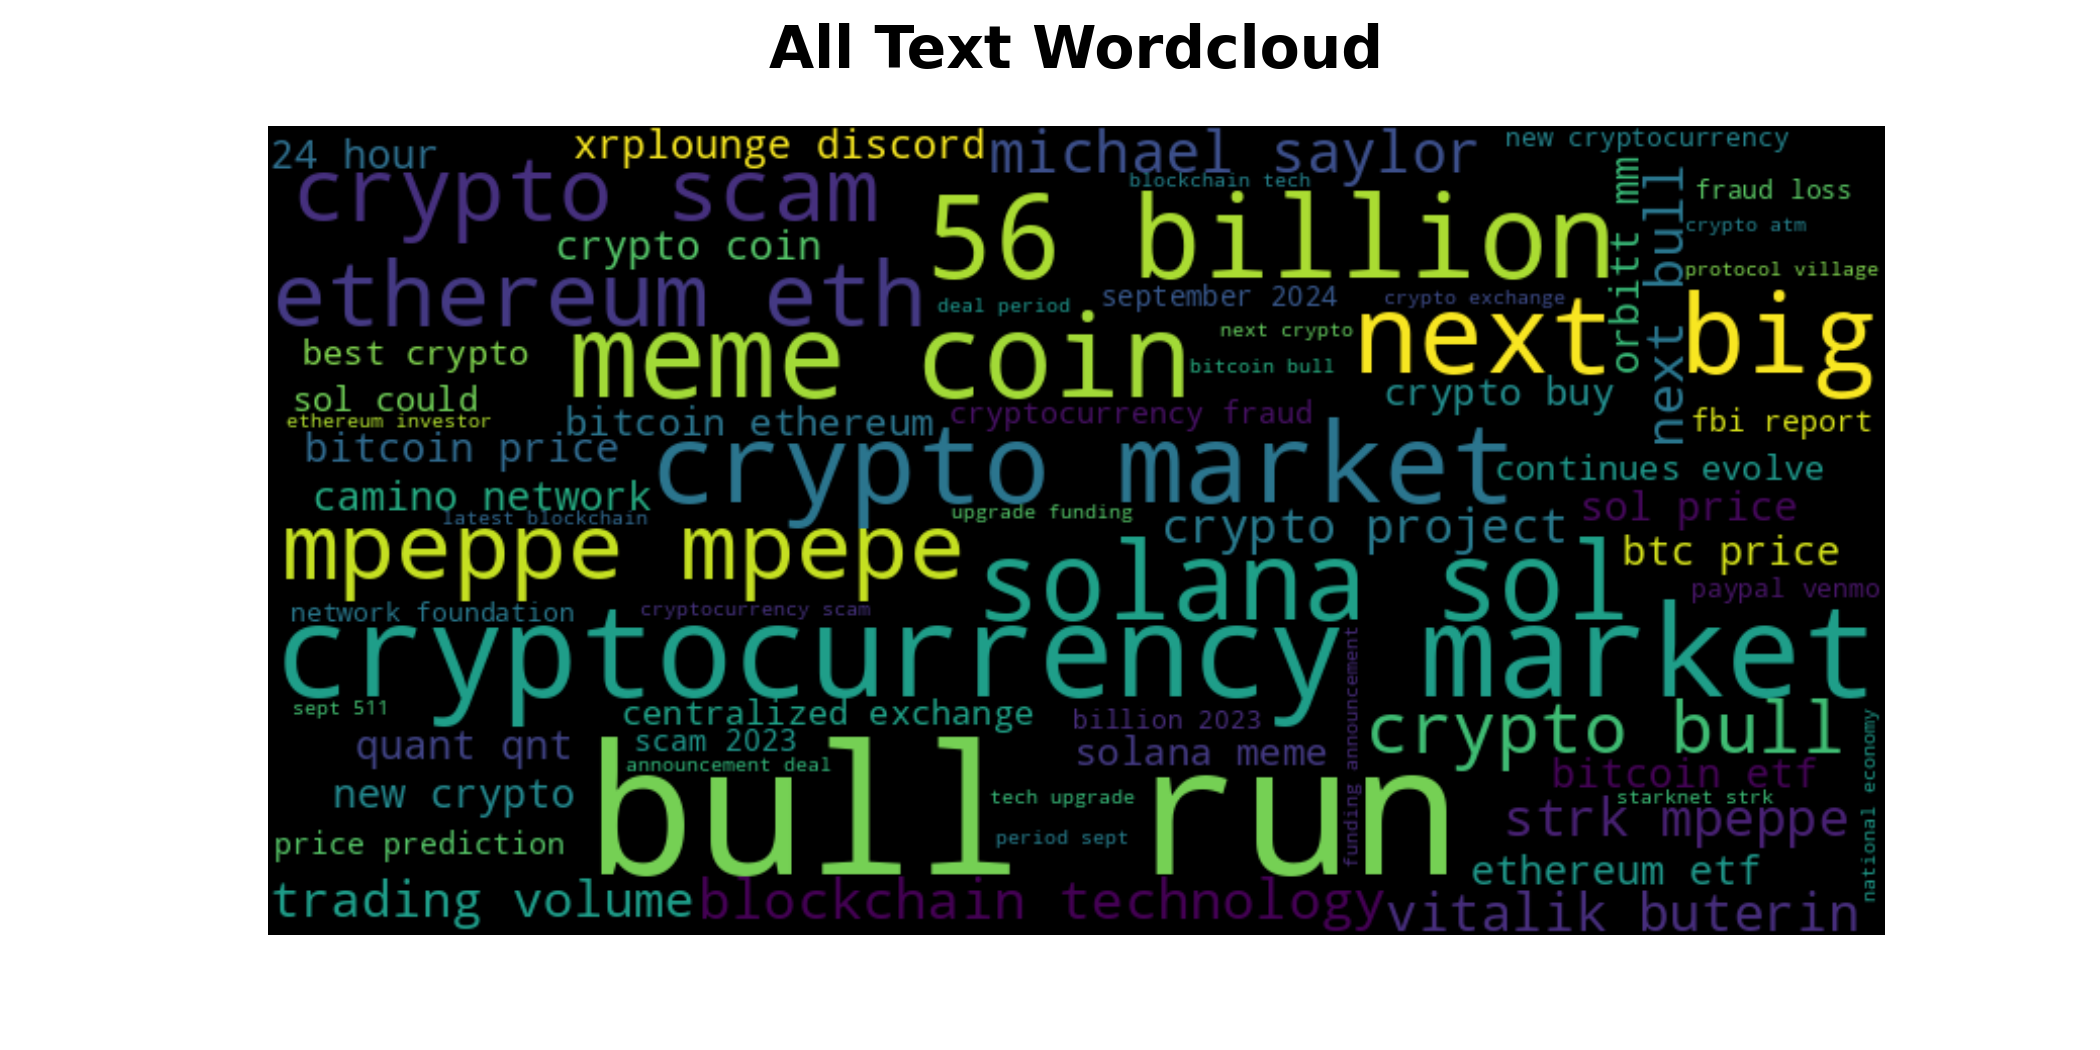 All Text Wordcloud
24 hour
xrplounge discord
michael saylor
new cryptocurrency
crypto scam
blockchain tech
orbitt mm
next bull
fraud loss
56 billion
crypto atm
crypto coin
ethereum eth
protocol village
deal period
september 2024
crypto exchange
next big
meme coin
next crypto
best crypto
bitcoin bull
crypto buy
sol could
ethereum investor
bitcoin ethereum
cryptocurrency fraud
fbi report
bitcoin price
crypto market
continues evolve
camino network
latest blockchain
upgrade funding
crypto project
sol price
mpeppe mpepe
btc price
solana sol
paypal venmo
network foundation
cryptocurrency scam
cryptocurrency market
sept 511
centralized exchange
billion 2023
funding announcement
crypto bull
national economy
quant qnt
scam 2023
solana meme
announcement deal
bitcoin etf
new crypto
bull run
tech upgrade
starknet strk
strk mpeppe
price prediction
period sept
ethereum etf
trading volume
blockchain technology
vitalik buterin